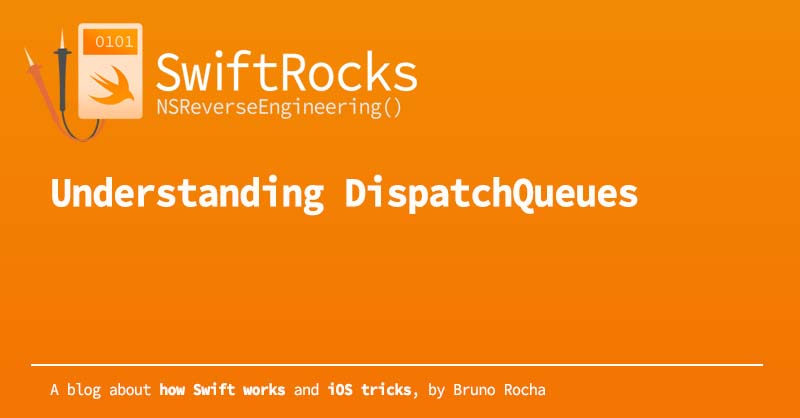 0101
SwiftRocks
NSReverseEngineering()
Understanding DispatchQueues
A blog about how Swift works and iOS tricks, by Bruno Rocha